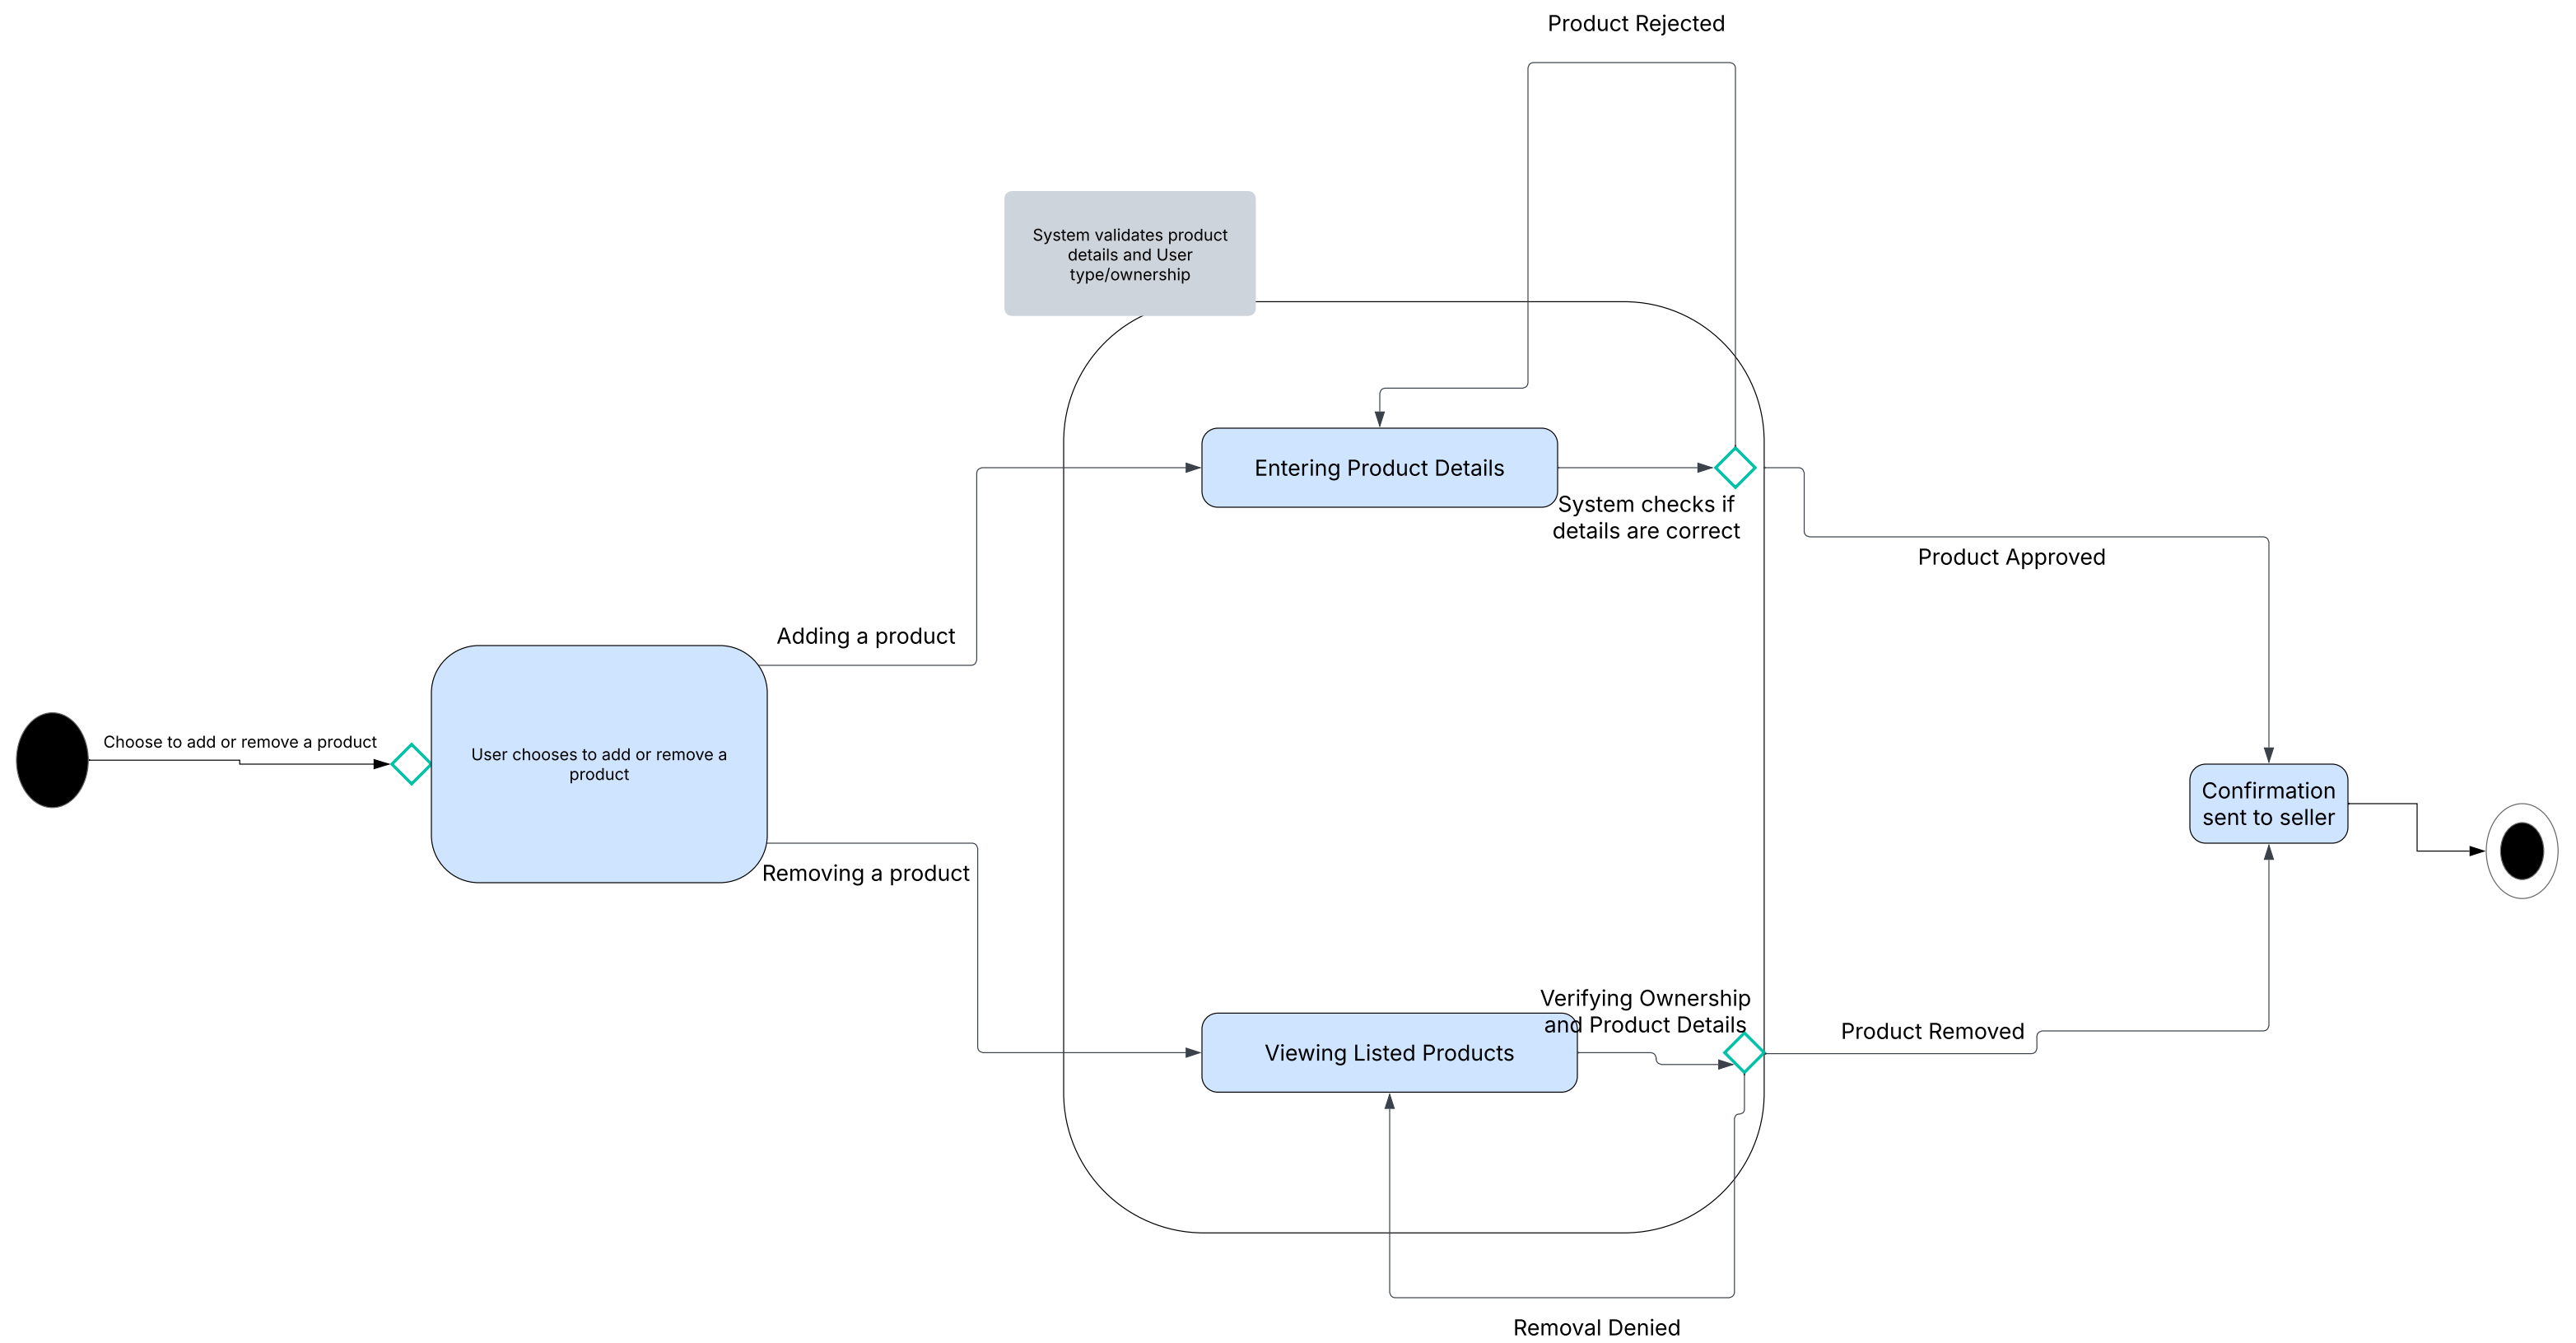 Product Rejected
System validates product
details and User
type/ownership
Entering Product Details
System checks if
details are correct
Product Approved
Adding a product
Choose to add or remove a product
User chooses to add or remove a
product
Removing a product
Confirmation
sent to seller
Verifying Ownership
and Product Details
Viewing Listed Products
Product Removed
Removal Denied